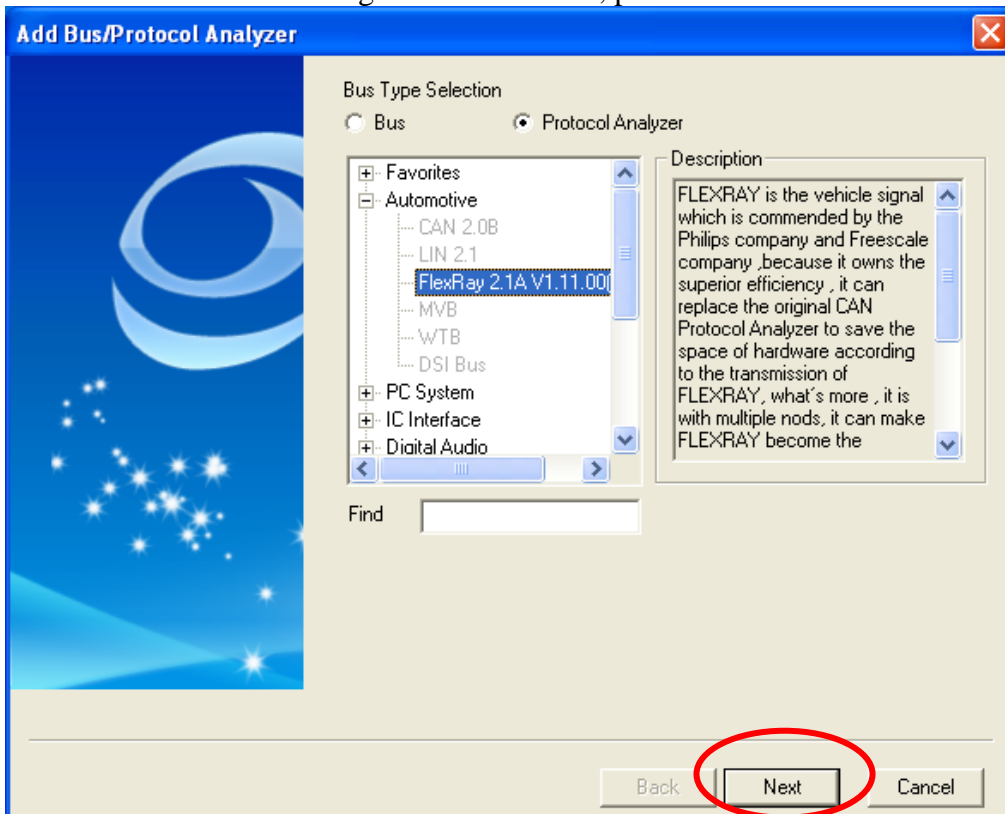 Add Bus/Protocol Analyzer
Bus Type Selection
Bus
Protocol Analyzer
Favorites
Automotive
CAN 2.0B
LIN 2.1
FlexRay 2.1A V1.11.00(
MVB
WTB
DSI Bus
PC System
IC Interface
Digital Audio
Description
FLEXRAY is the vehicle signal
which is commended by the
Philips company and Freescale
company ,because it owns the
superior efficiency , it can
replace the original CAN
Protocol Analyzer to save the
space of hardware according
to the transmission of
FLEXRAY, what's more , it is
with multiple nods, it can make
FLEXRAY become the
Find
Back
Next
Cancel